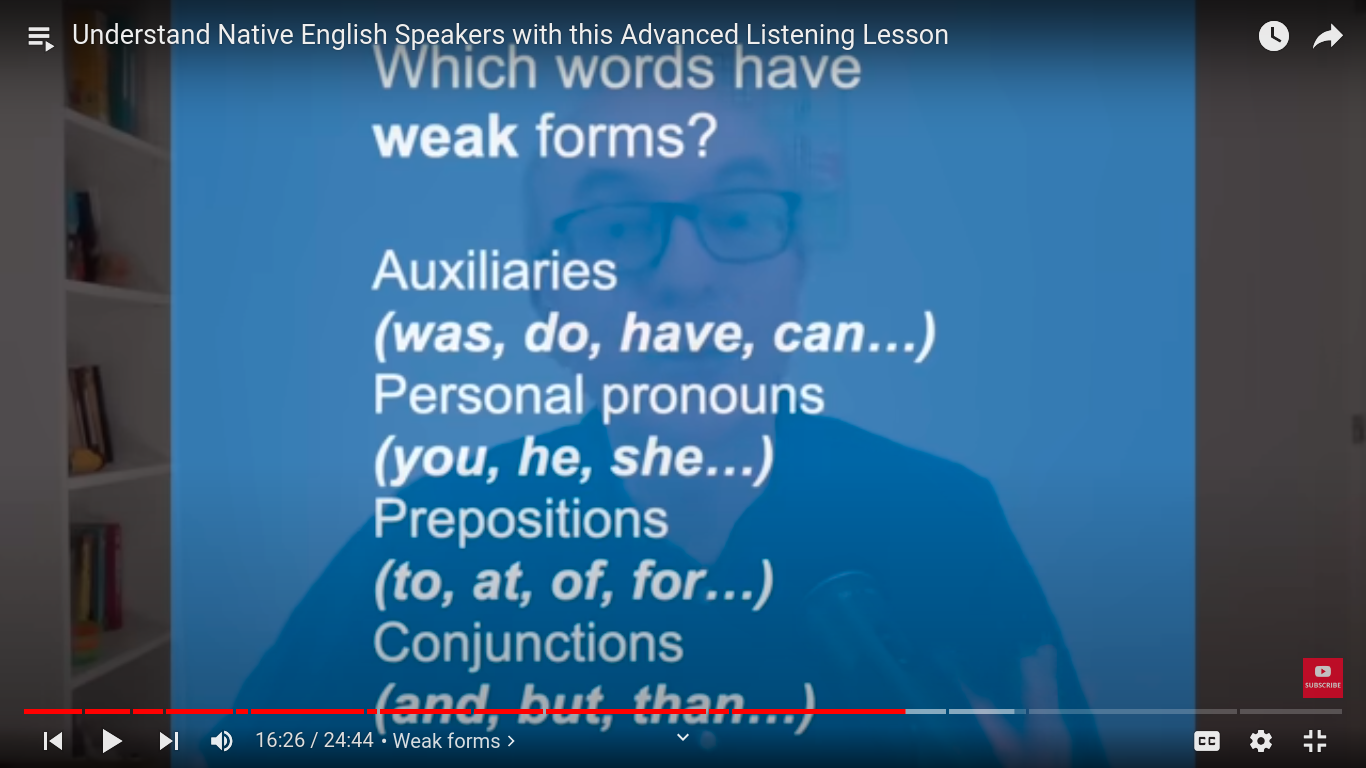 Understand Native English Speakers with this Advanced Listening Lesson
Which words have
weak forms?
Auxiliaries
(was, do, have, can…)
Personal pronouns
(you, he, she…)
Prepositions
(to, at, of, for…)
Conjunctions
(and, but, than…)
SUBSCRIBE
16:26 / 24:44 • Weak forms >
CC